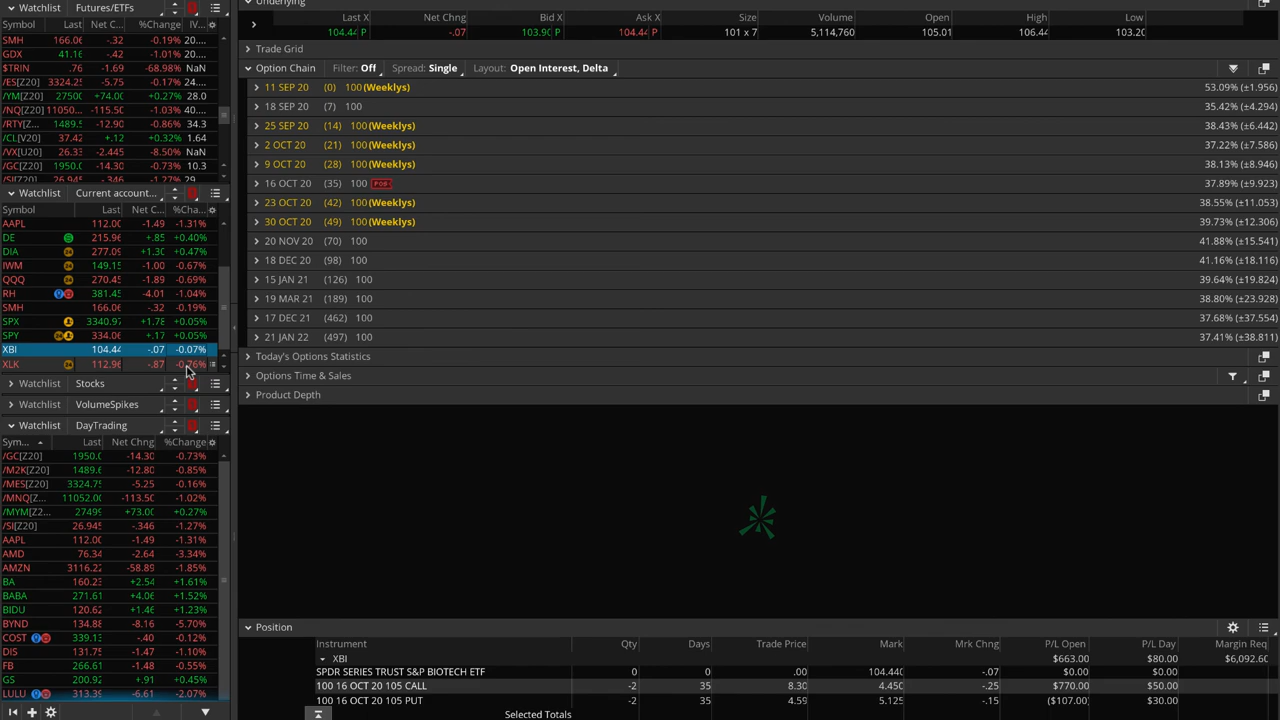 Watchlist Futures/ETFs
Symbol Last Net C... %Change IV...
SMH 166.06 -.32 -0.19% 20....
GDX 41.16 -.42 -1.01% 20....
$TRIN .76 -1.69 -68.98% NaN
/ES[Z20] 3324.25 -5.75 -0.17% 24....
/YM[Z20] 27500 +74.00 +0.27% 28.0
/NQ[Z20] 11050... -115.50 -1.03% 40....
/RTY[Z... 1489.5 -12.90 -0.86% 34.3
/CL[V20] 37.42 +.12 +0.32% 1.64
/VX[U20] 26.33 -2.445 -8.50% NaN
/GC[Z20] 1950.0 -14.30 -0.73% 10.3
/SI[Z20] 26.945 -.346 -1.27% 29
Watchlist Current account...
Symbol Last Net C... %Cha...
AAPL 112.00 -1.49 -1.31%
DE 215.96 +.85 +0.40%
DIA 277.09 +1.30 +0.47%
IWM 149.15 -1.00 -0.67%
QQQ 270.45 -1.89 -0.69%
RH 381.45 -4.01 -1.04%
SMH 166.06 -.32 -0.19%
SPX 3340.97 +1.78 +0.05%
SPY 334.06 +.17 +0.05%
XBI 104.44 -.07 -0.07%
XLK 112.96 -.87 -0.76%
Watchlist Stocks
Watchlist VolumeSpikes
Watchlist DayTrading
Sym... Last Net Chng %Change
/GC[Z20] 1950.0 -14.30 -0.73%
/M2K[Z20] 1489.6 -12.80 -0.85%
/MES[Z20] 3324.75 -5.25 -0.16%
/MNQ[Z... 11052.00 -113.50 -1.02%
/MYM[Z2... 27499 +73.00 +0.27%
/SI[Z20] 26.945 -.346 -1.27%
AAPL 112.00 -1.49 -1.31%
AMD 76.34 -2.64 -3.34%
AMZN 3116.22 -58.89 -1.85%
BA 160.23 +2.54 +1.61%
BABA 271.61 +4.06 +1.52%
BIDU 120.62 +1.46 +1.23%
BYND 134.88 -8.16 -5.70%
COST 339.13 -.40 -0.12%
DIS 131.75 -1.47 -1.10%
FB 266.61 -1.48 -0.55%
GS 200.92 +.91 +0.45%
LULU 313.39 -6.61 -2.07%
Underlying
Last X Net Chng Bid X Ask X Size Volume Open High Low
104.44 P -.07 103.90 P 104.44 P 101 x 7 5,114,760 105.01 106.44 103.20
Trade Grid
Option Chain Filter: Off Spread: Single Layout: Open Interest, Delta
11 SEP 20 (0) 100 (Weeklys) 53.09% (±1.956)
18 SEP 20 (7) 100 35.42% (±4.294)
25 SEP 20 (14) 100 (Weeklys) 38.43% (±6.442)
2 OCT 20 (21) 100 (Weeklys) 37.22% (±7.586)
9 OCT 20 (28) 100 (Weeklys) 38.13% (±8.946)
16 OCT 20 (35) 100 POS 37.89% (±9.923)
23 OCT 20 (42) 100 (Weeklys) 38.55% (±11.053)
30 OCT 20 (49) 100 (Weeklys) 39.73% (±12.306)
20 NOV 20 (70) 100 41.88% (±15.541)
18 DEC 20 (98) 100 41.16% (±18.116)
15 JAN 21 (126) 100 39.64% (±19.824)
19 MAR 21 (189) 100 38.80% (±23.928)
17 DEC 21 (462) 100 37.68% (±37.554)
21 JAN 22 (497) 100 37.41% (±38.811)
Today's Options Statistics
Options Time & Sales
Product Depth
Position
Instrument Qty Days Trade Price Mark Mrk Chng P/L Open P/L Day Margin Req
XBI $663.00 $80.00 $6,092.60
SPDR SERIES TRUST S&P BIOTECH ETF 0 0 .00 104.440 -.07
100 16 OCT 20 105 CALL -2 35 8.30 4.450 -.25 $770.00 $50.00
100 16 OCT 20 105 PUT -2 35 4.59 5.125 -.15 ($107.00) $30.00
Selected Totals